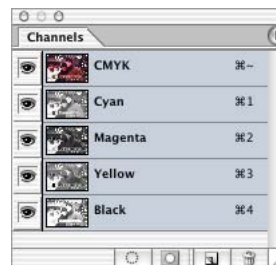 Channels
CMYK ⌘~
Cyan ⌘1
Magenta ⌘2
Yellow ⌘3
Black ⌘4